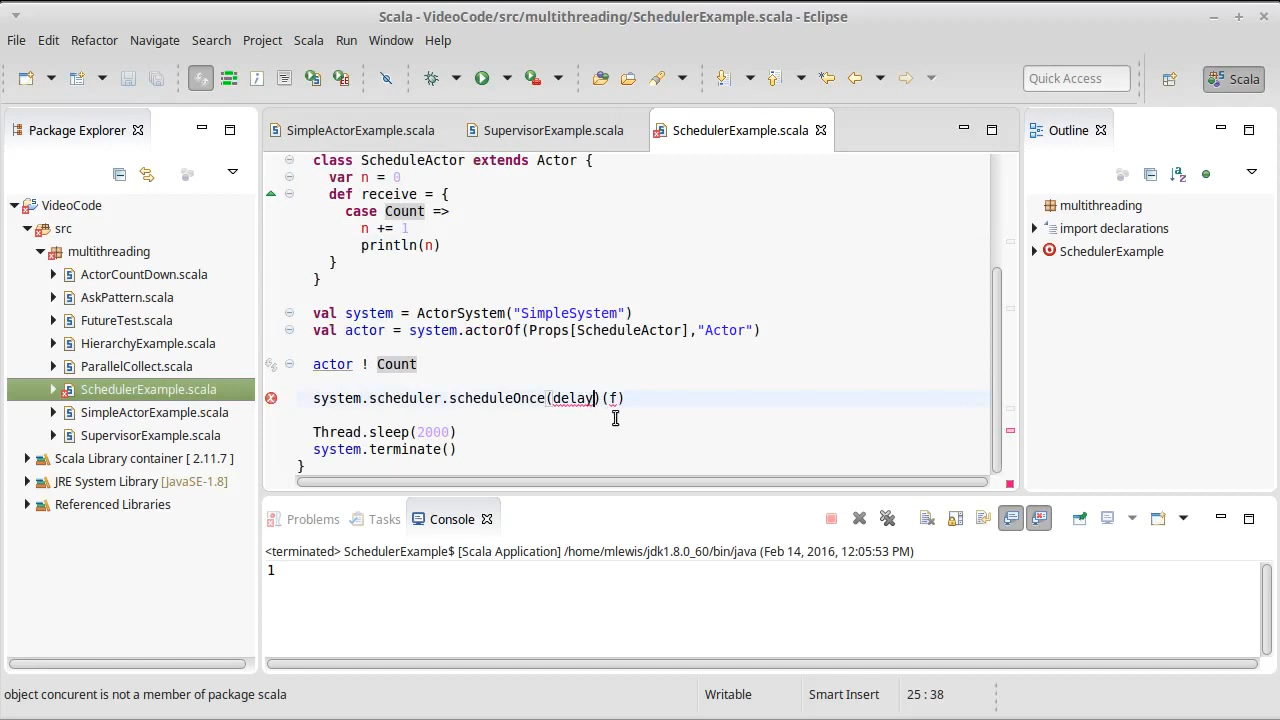 Scala - VideoCode/src/multithreading/SchedulerExample.scala - Eclipse
File Edit Refactor Navigate Search Project Scala Run Window Help
Quick Access
Scala
Package Explorer
SimpleActorExample.scala
SupervisorExample.scala
SchedulerExample.scala
Outline
VideoCode
src
multithreading
ActorCountDown.scala
AskPattern.scala
FutureTest.scala
HierarchyExample.scala
ParallelCollect.scala
SchedulerExample.scala
SimpleActorExample.scala
SupervisorExample.scala
Scala Library container [ 2.11.7 ]
JRE System Library [JavaSE-1.8]
Referenced Libraries
class ScheduleActor extends Actor {
var n = 0
def receive = {
case Count =>
n += 1
println(n)
}
}
val system = ActorSystem("SimpleSystem")
val actor = system.actorOf(Props[ScheduleActor],"Actor")
actor ! Count
system.scheduler.scheduleOnce(delay)(f)
Thread.sleep(2000)
system.terminate()
}
multithreading
import declarations
SchedulerExample
Problems
Tasks
Console
<terminated> SchedulerExample$ [Scala Application] /home/mlewis/jdk1.8.0_60/bin/java (Feb 14, 2016, 12:05:53 PM)
1
object concurent is not a member of package scala
Writable
Smart Insert
25 : 38